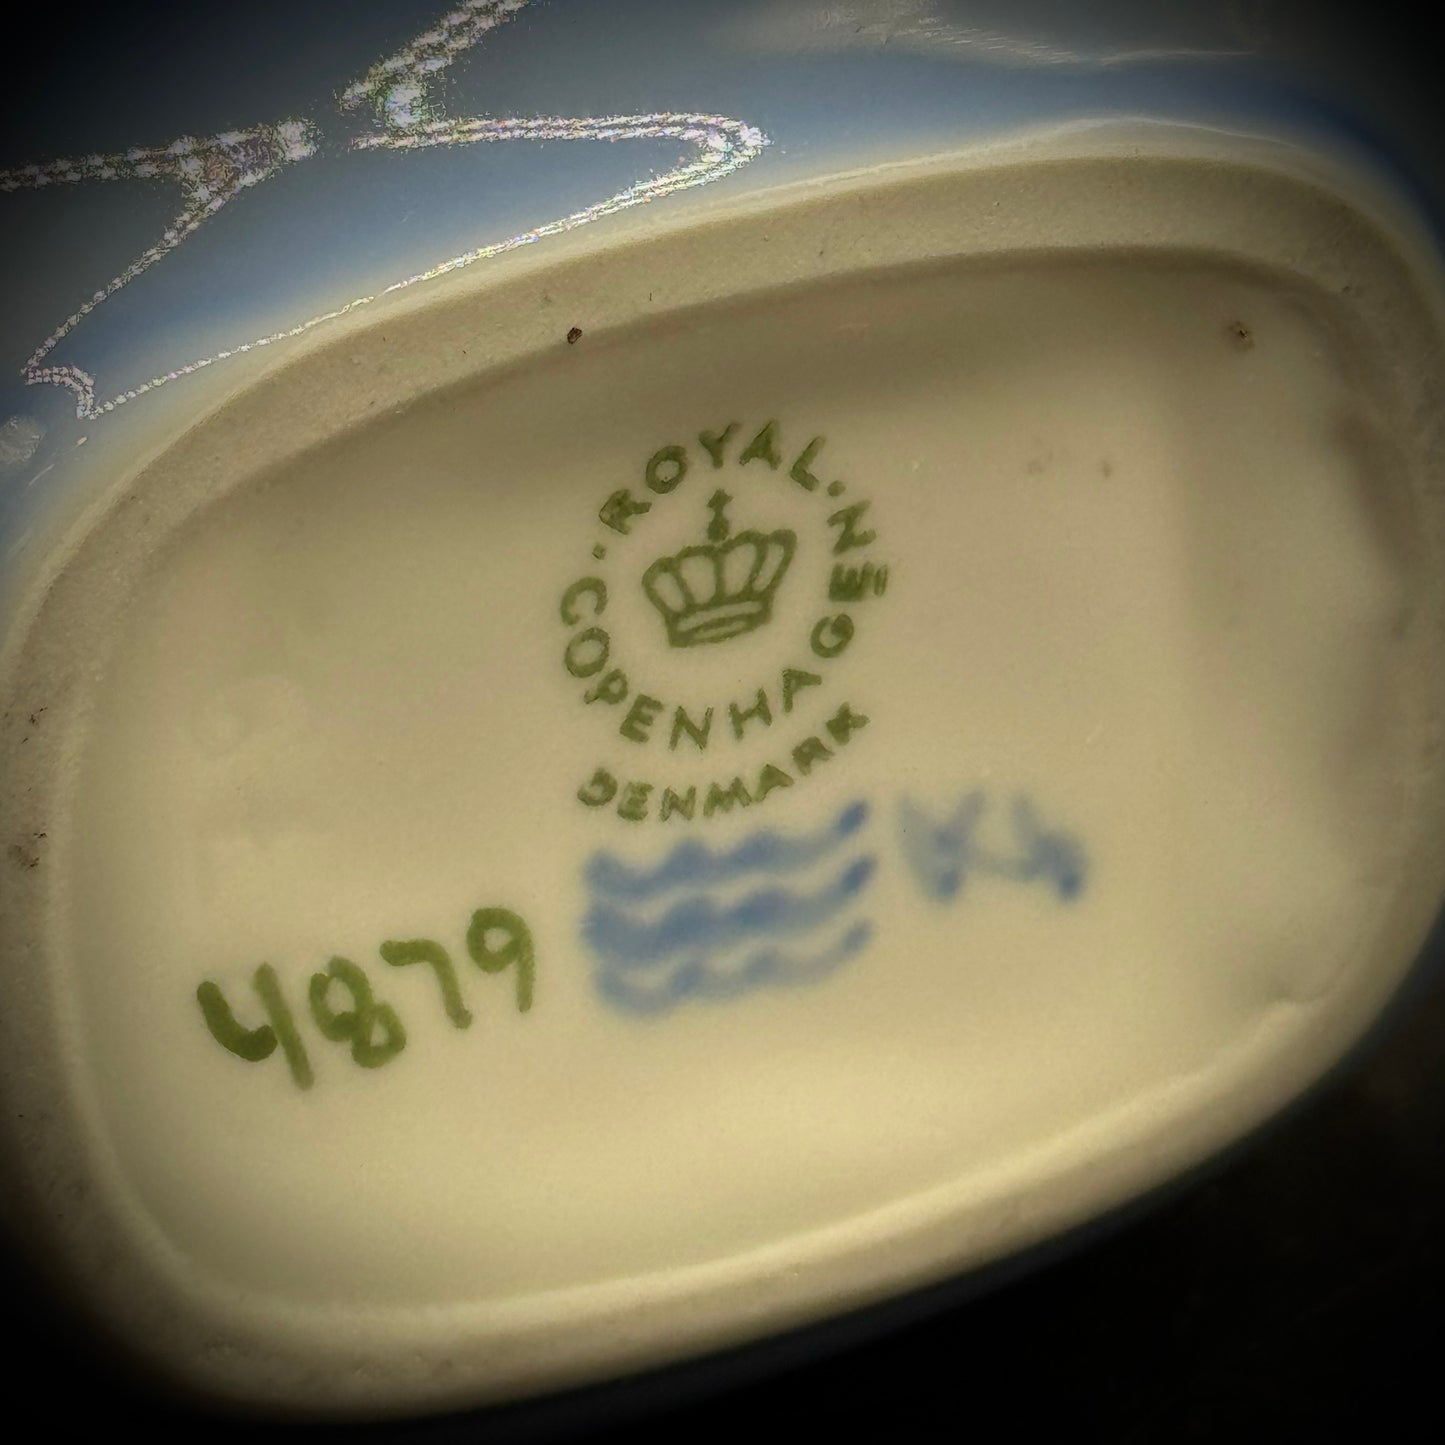 ROYAL
COPENHAGEN
DENMARK
4879